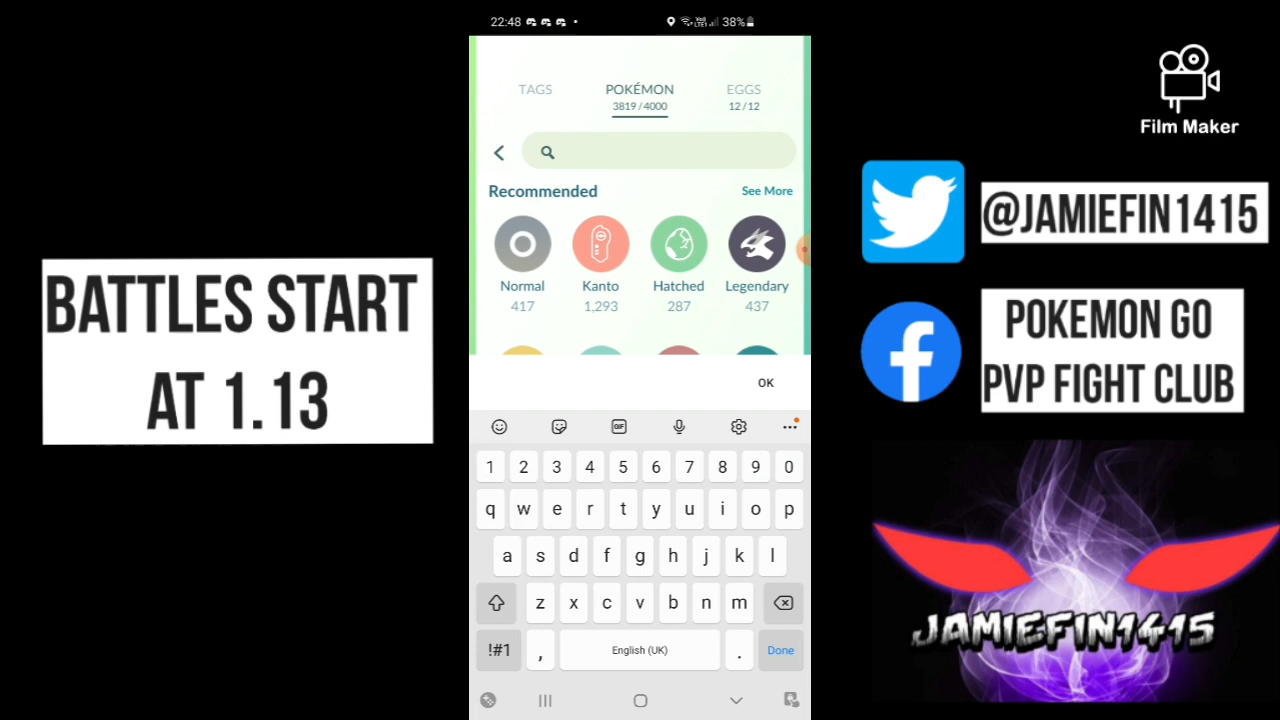 BATTLES START
AT 1.13
22:48
38%
TAGS
POKÉMON
EGGS
3819 / 4000
12 / 12
Recommended
See More
Normal
Kanto
Hatched
Legendary
417
1,293
287
437
OK
GIF
1 2 3 4 5 6 7 8 9 0
q w e r t y u i o p
a s d f g h j k l
z x c v b n m
!#1 , English (UK) . Done
Film Maker
@JAMIEFIN1415
POKEMON GO
PVP FIGHT CLUB
JAMIEFIN1415